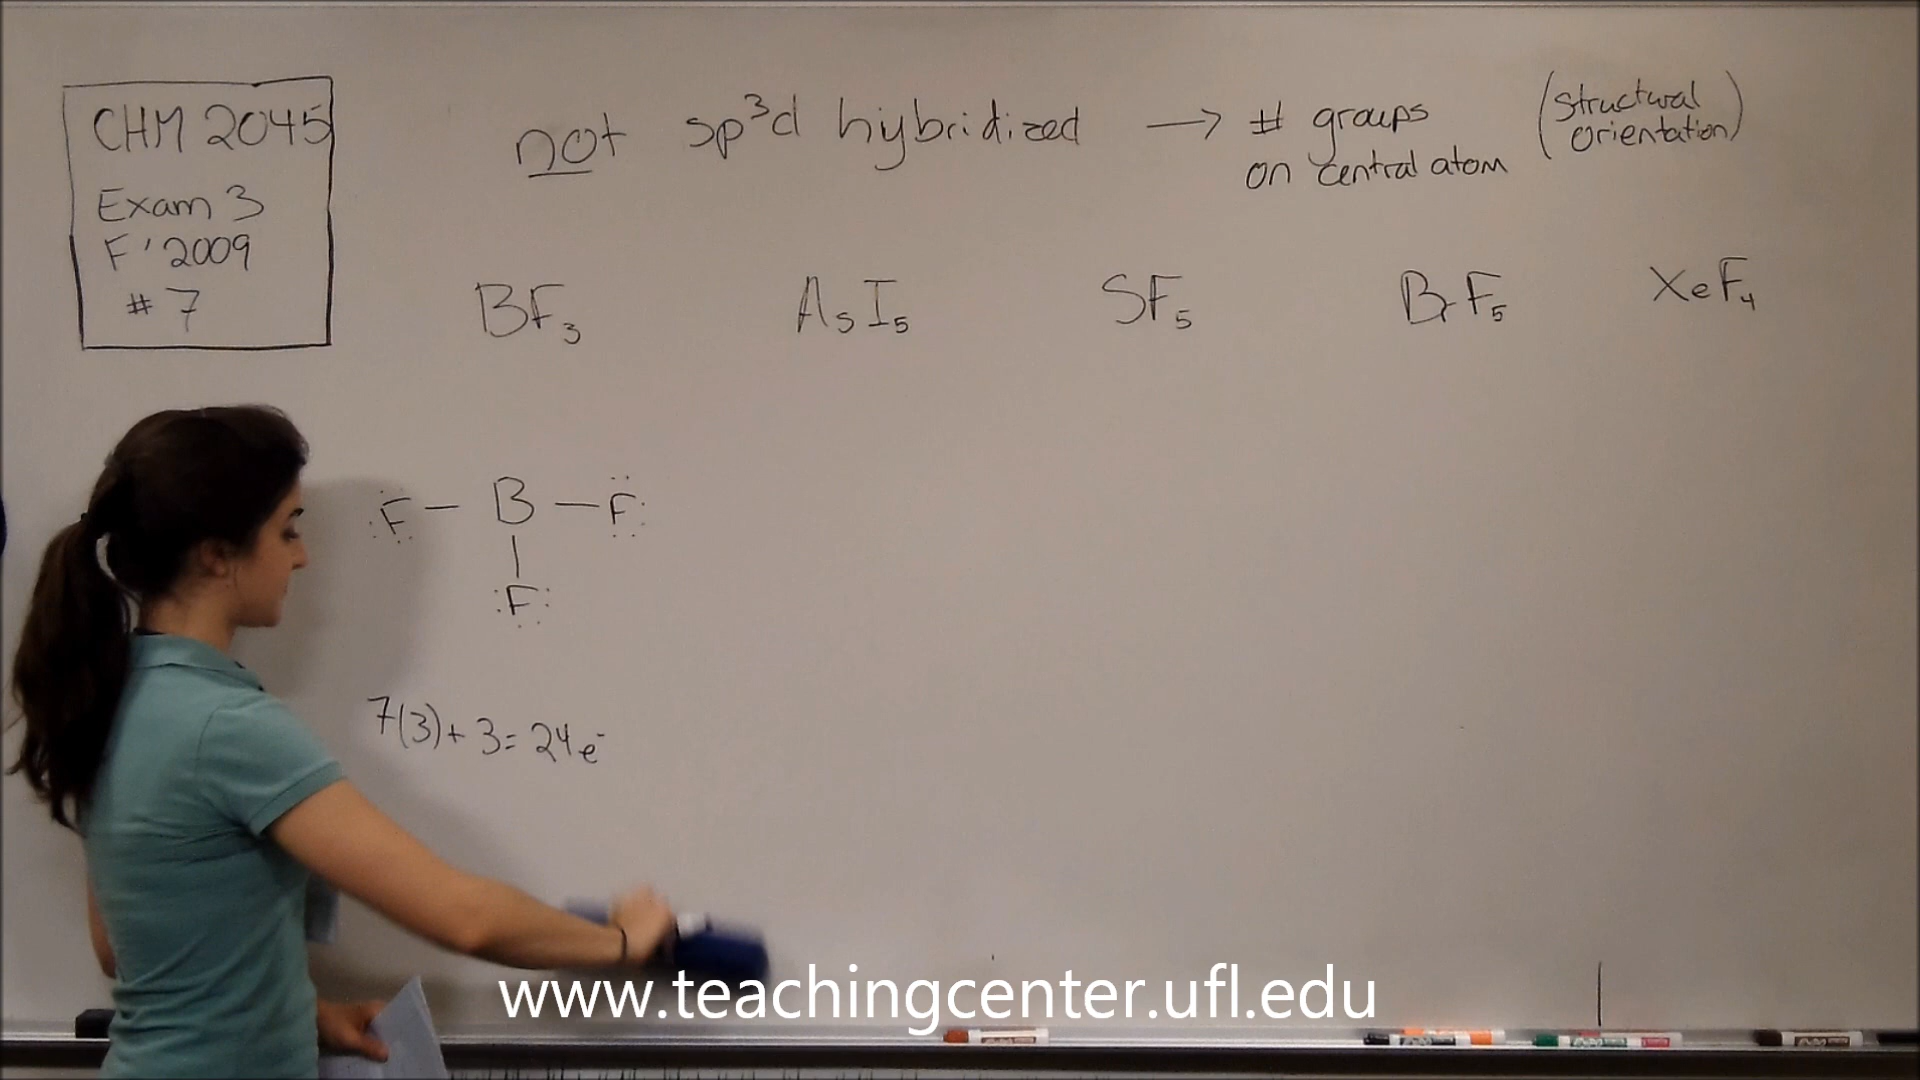 CHM 2045
Exam 3
F '2009
# 7
not sp³d hybridized → # groups on central atom (structural orientation)
BF₃ AsI₅ SF₅ BrF₅ XeF₄
:F̤̈ — B — F̤̈:
|
:F̤:
7(3) + 3 = 24e⁻
www.teachingcenter.ufl.edu